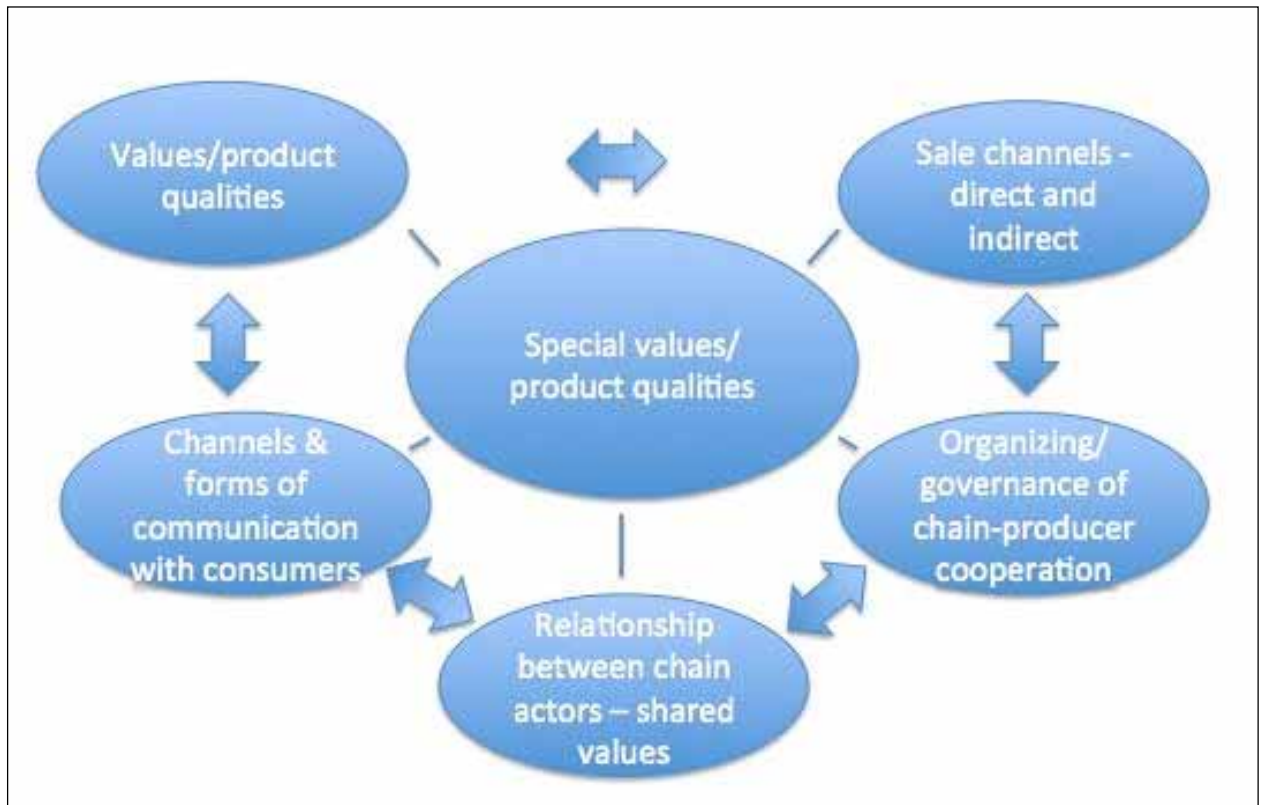 Values/product
qualities
Sale channels -
direct and
indirect
Special values/
product qualities
Channels &
forms of
communication
with consumers
Organizing/
governance of
chain-producer
cooperation
Relationship
between chain
actors – shared
values